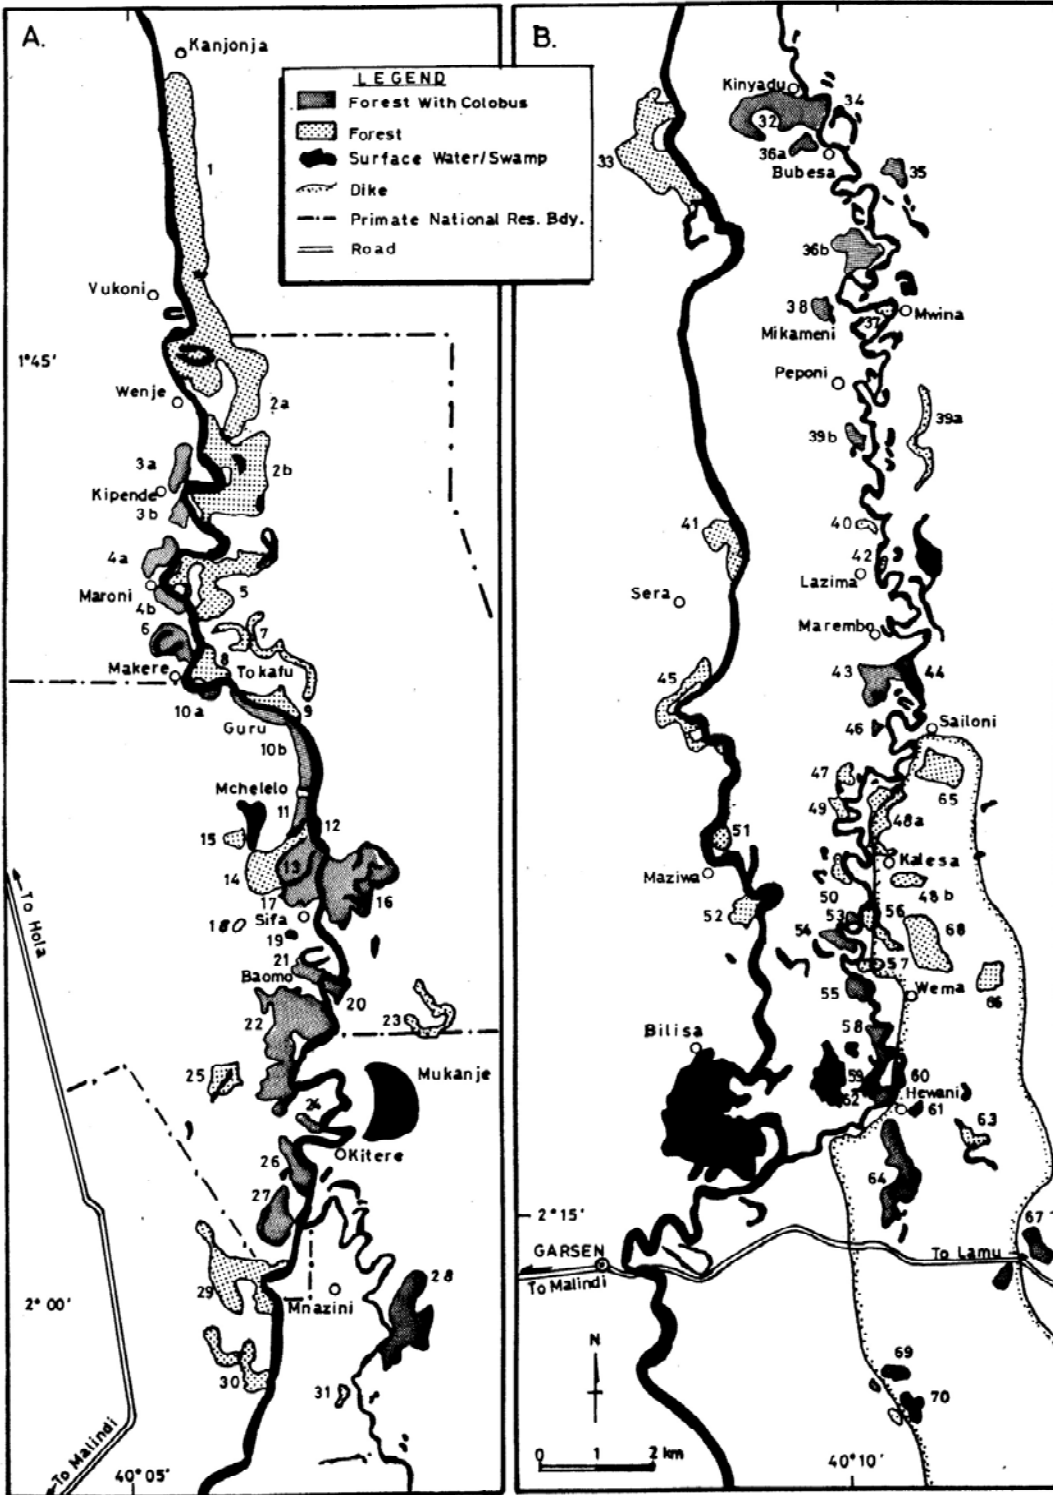 A.
Kanjonja
LEGEND
Forest With Colobus
Forest
Surface Water/Swamp
Dike
Primate National Res. Bdy.
Road
1
Vukoni
1°45'
Wenje
2a
3a
2b
Kipende
3b
4a
5
Maroni
4b
6
7
8
Makere
Tokafu
10a
9
Guru
10b
Mchelelo
11
12
15
13
14
17
16
Sifa
180
19
21
Baomo
20
22
23
To Hola
25
Mukanje
24
Kitere
26
27
28
29
2° 00'
Mnazini
30
31
To Malindi
40°05'
B.
Kinyadu
34
32
33
36a
Bubesa
35
36b
38
37
Mwina
Mikameni
Peponi
39a
39b
41
40
42
Lazima
Sera
Marembo
43
44
45
46
Sailoni
47
65
49
48a
51
Kalesa
Maziwa
50
48b
52
53
56
54
68
57
55
Wema
66
58
Bilisa
59
60
62
Hewani
61
63
64
2°15'
67
GARSEN
To Lamu
To Malindi
N
69
70
0 1 2 km
40°10'